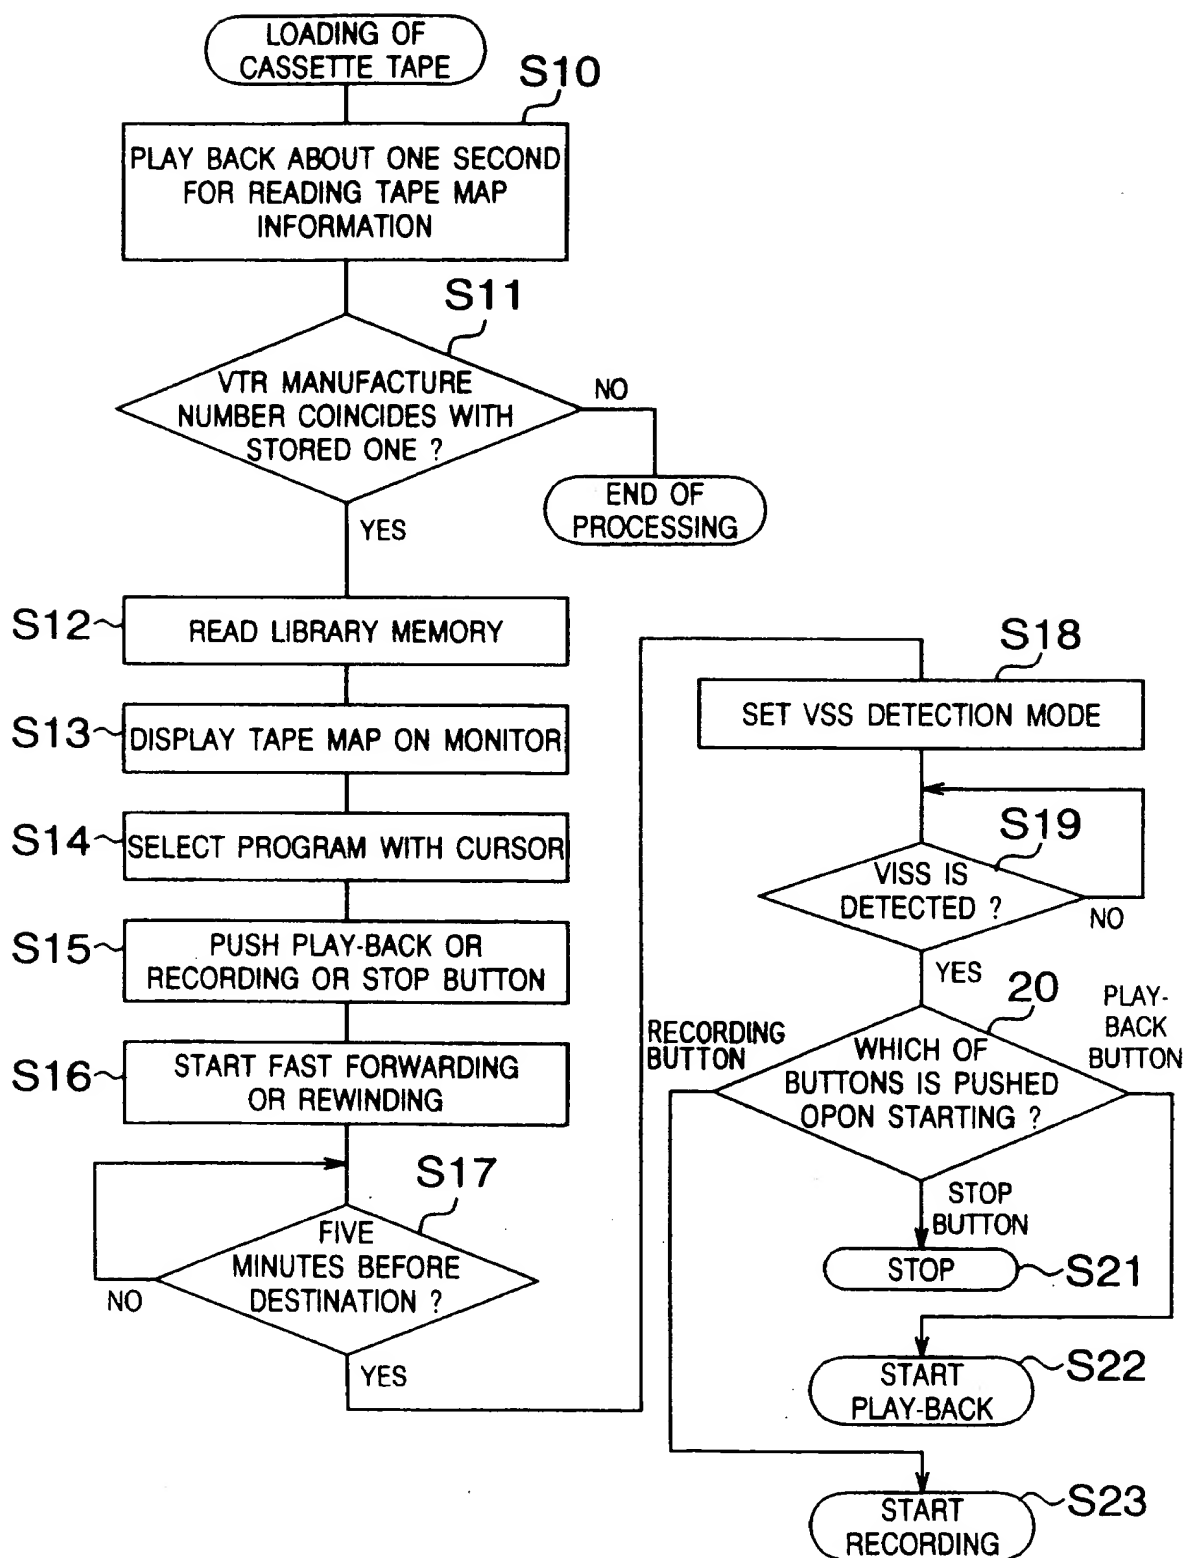 LOADING OF
CASSETTE TAPE
S10
PLAY BACK ABOUT ONE SECOND
FOR READING TAPE MAP
INFORMATION
S11
VTR MANUFACTURE
NUMBER COINCIDES WITH
STORED ONE ?
NO
END OF
PROCESSING
YES
S12
READ LIBRARY MEMORY
S13
DISPLAY TAPE MAP ON MONITOR
S14
SELECT PROGRAM WITH CURSOR
S15
PUSH PLAY-BACK OR
RECORDING OR STOP BUTTON
S16
START FAST FORWARDING
OR REWINDING
S17
FIVE
MINUTES BEFORE
DESTINATION ?
NO
YES
S18
SET VSS DETECTION MODE
S19
VISS IS
DETECTED ?
NO
YES
20
RECORDING
BUTTON
PLAY-
BACK
BUTTON
WHICH OF
BUTTONS IS PUSHED
OPON STARTING ?
STOP
BUTTON
STOP
S21
START
PLAY-BACK
S22
START
RECORDING
S23